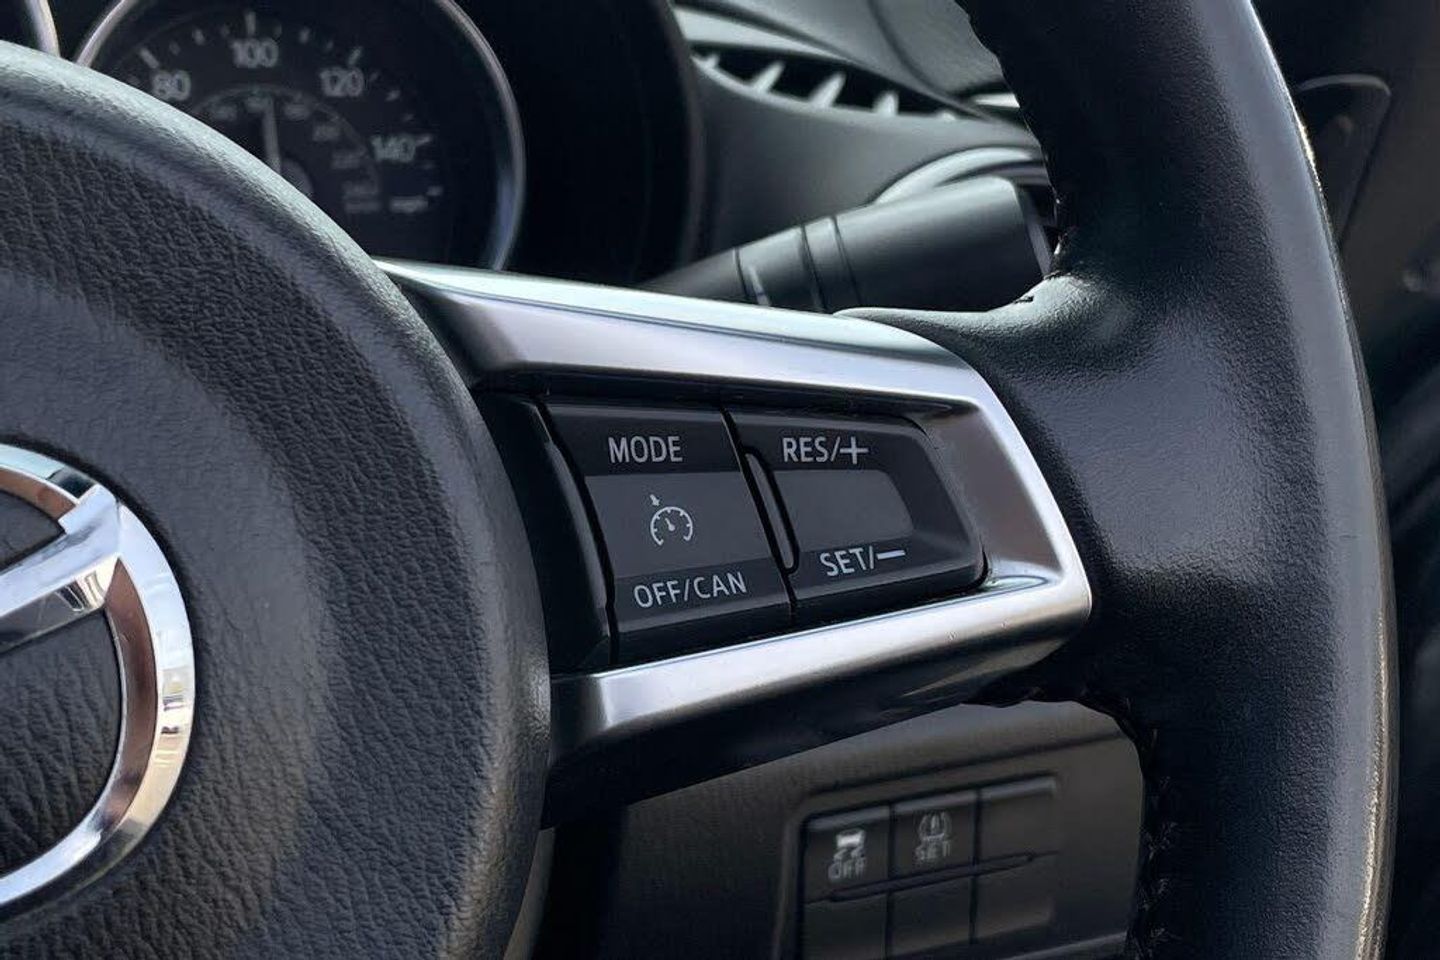 80 100 120
140
MODE RES/+
OFF/CAN SET/−
OFF SET